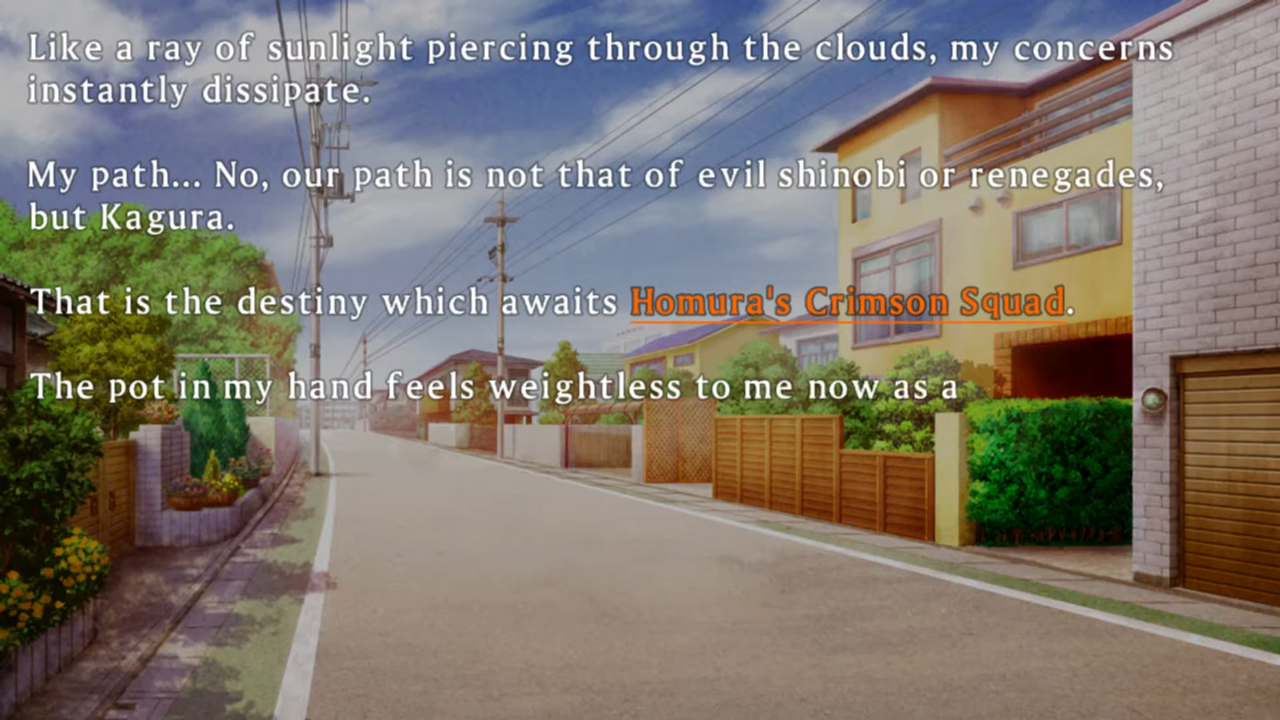 Like a ray of sunlight piercing through the clouds, my concerns
instantly dissipate.
My path... No, our path is not that of evil shinobi or renegades,
but Kagura.
That is the destiny which awaits Homura's Crimson Squad.
The pot in my hand feels weightless to me now as a